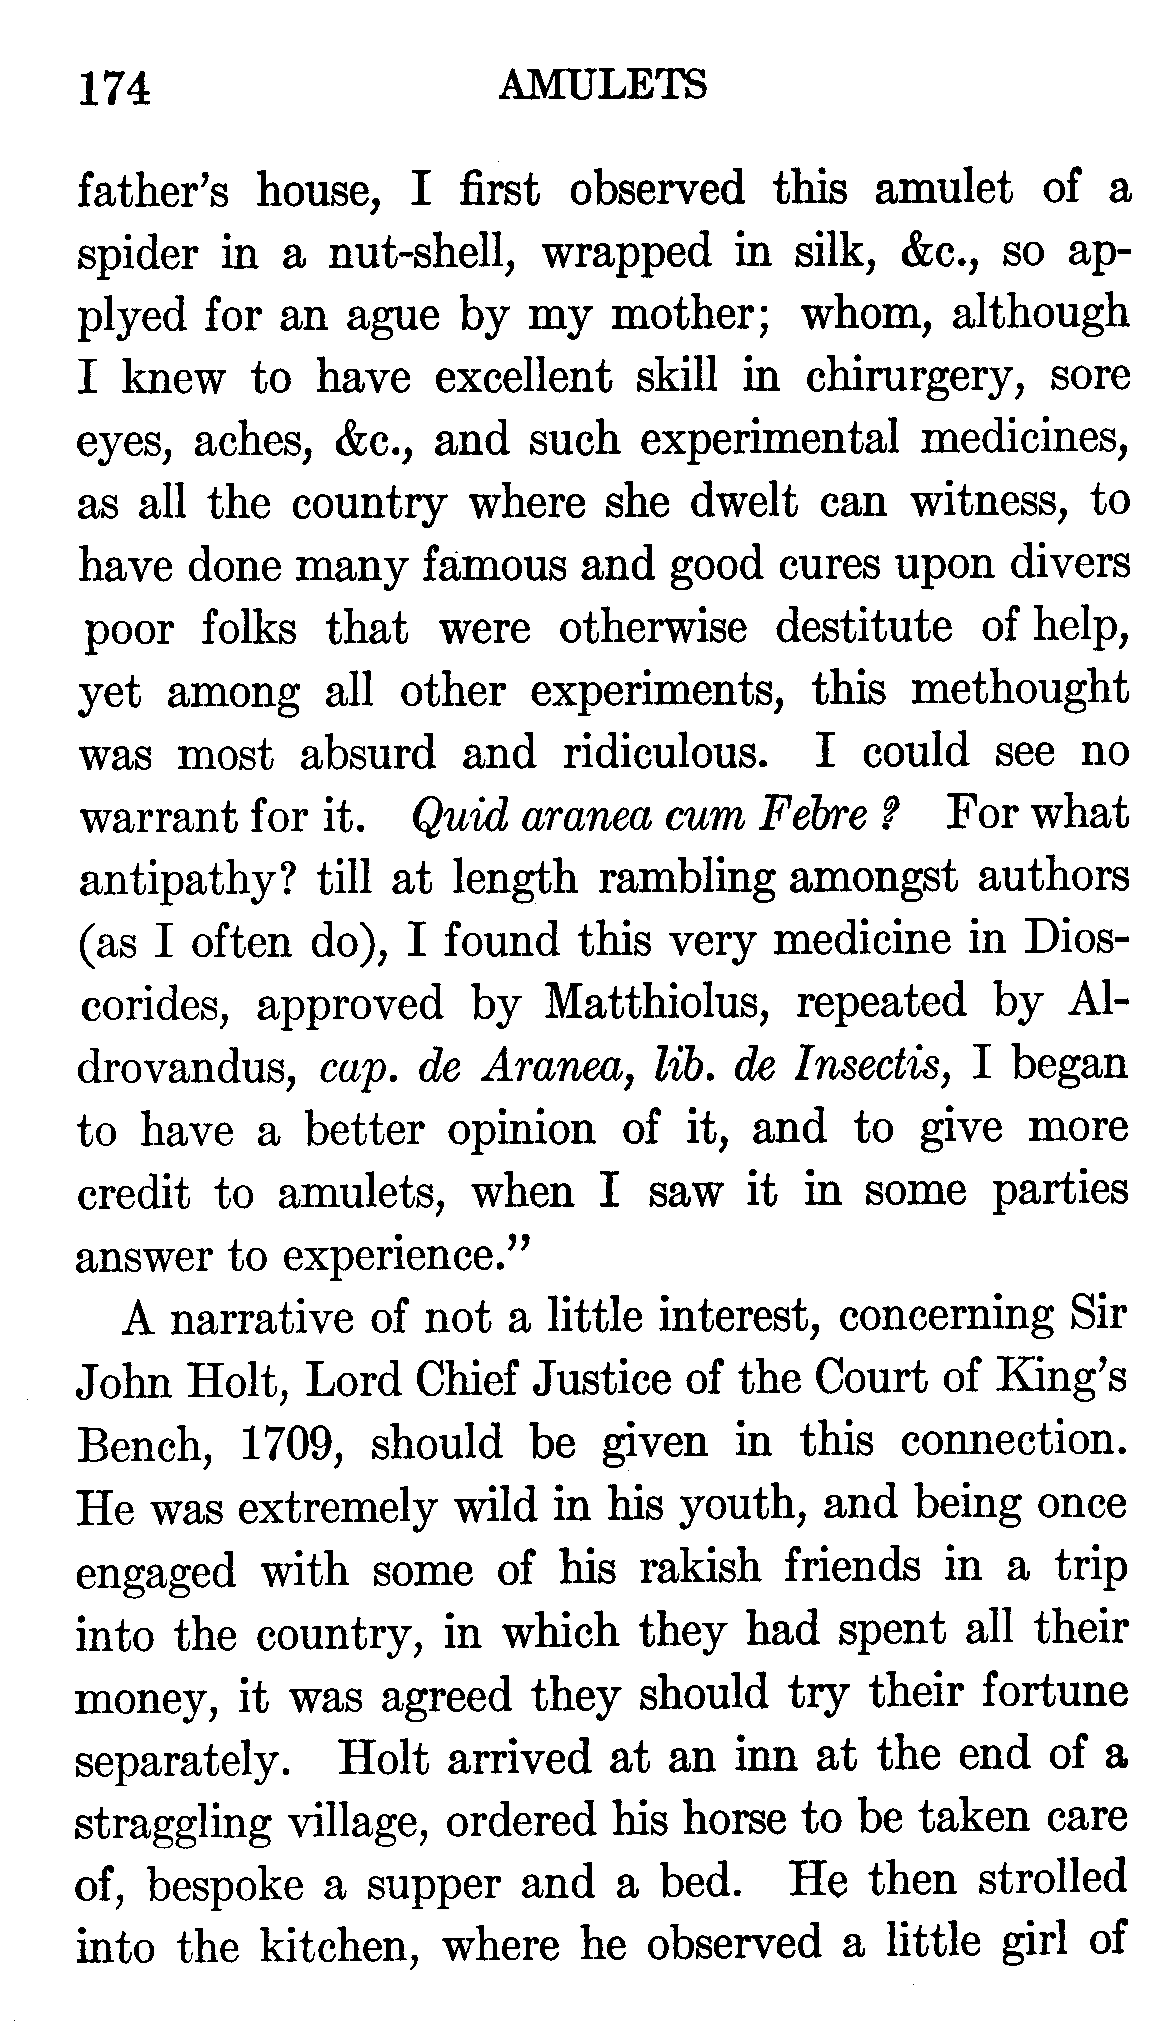 174 AMULETS
father's house, I first observed this amulet of a
spider in a nut-shell, wrapped in silk, &c., so ap-
plyed for an ague by my mother; whom, although
I knew to have excellent skill in chirurgery, sore
eyes, aches, &c., and such experimental medicines,
as all the country where she dwelt can witness, to
have done many famous and good cures upon divers
poor folks that were otherwise destitute of help,
yet among all other experiments, this methought
was most absurd and ridiculous. I could see no
warrant for it. Quid aranea cum Febre? For what
antipathy? till at length rambling amongst authors
(as I often do), I found this very medicine in Dios-
corides, approved by Matthiolus, repeated by Al-
drovandus, cap. de Aranea, lib. de Insectis, I began
to have a better opinion of it, and to give more
credit to amulets, when I saw it in some parties
answer to experience."
A narrative of not a little interest, concerning Sir
John Holt, Lord Chief Justice of the Court of King's
Bench, 1709, should be given in this connection.
He was extremely wild in his youth, and being once
engaged with some of his rakish friends in a trip
into the country, in which they had spent all their
money, it was agreed they should try their fortune
separately. Holt arrived at an inn at the end of a
straggling village, ordered his horse to be taken care
of, bespoke a supper and a bed. He then strolled
into the kitchen, where he observed a little girl of